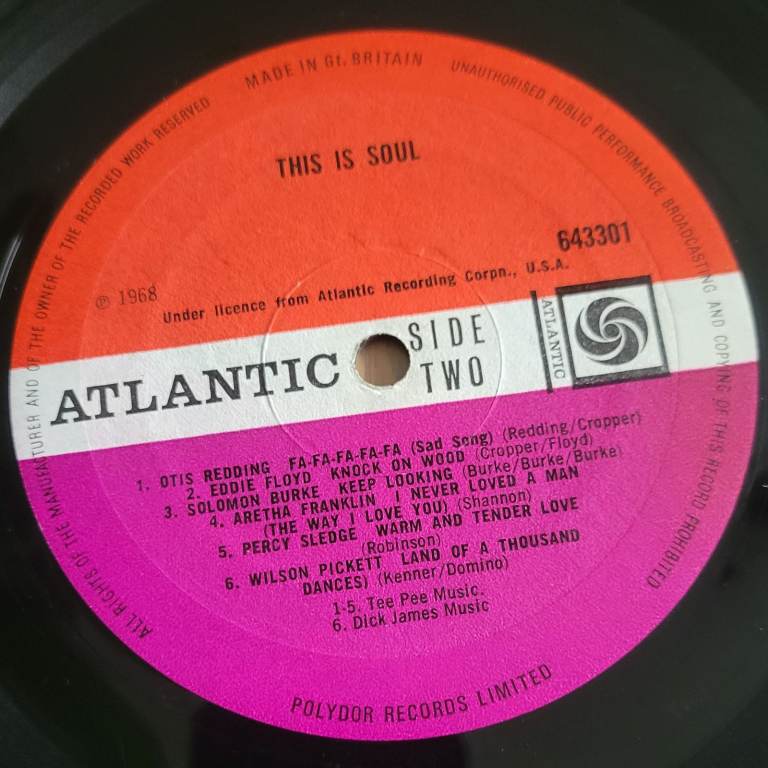 MADE IN Gt. BRITAIN
UNAUTHORISED PUBLIC PERFORMANCE BROADCASTING AND COPYING OF THIS RECORD PROHIBITED
ALL RIGHTS OF THE MANUFACTURER AND OF THE OWNER OF THE RECORDED WORK RESERVED
THIS IS SOUL
643301
℗ 1968
Under licence from Atlantic Recording Corpn., U.S.A.
ATLANTIC
SIDE
TWO
ATLANTIC
1. OTIS REDDING FA-FA-FA-FA-FA (Sad Song) (Redding/Cropper)
2. EDDIE FLOYD KNOCK ON WOOD (Cropper/Floyd)
3. SOLOMON BURKE KEEP LOOKING (Burke/Burke/Burke)
4. ARETHA FRANKLIN I NEVER LOVED A MAN
(THE WAY I LOVE YOU) (Shannon)
5. PERCY SLEDGE WARM AND TENDER LOVE
(Robinson)
6. WILSON PICKETT LAND OF A THOUSAND
DANCES) (Kenner/Domino)
1-5. Tee Pee Music.
6. Dick James Music
POLYDOR RECORDS LIMITED